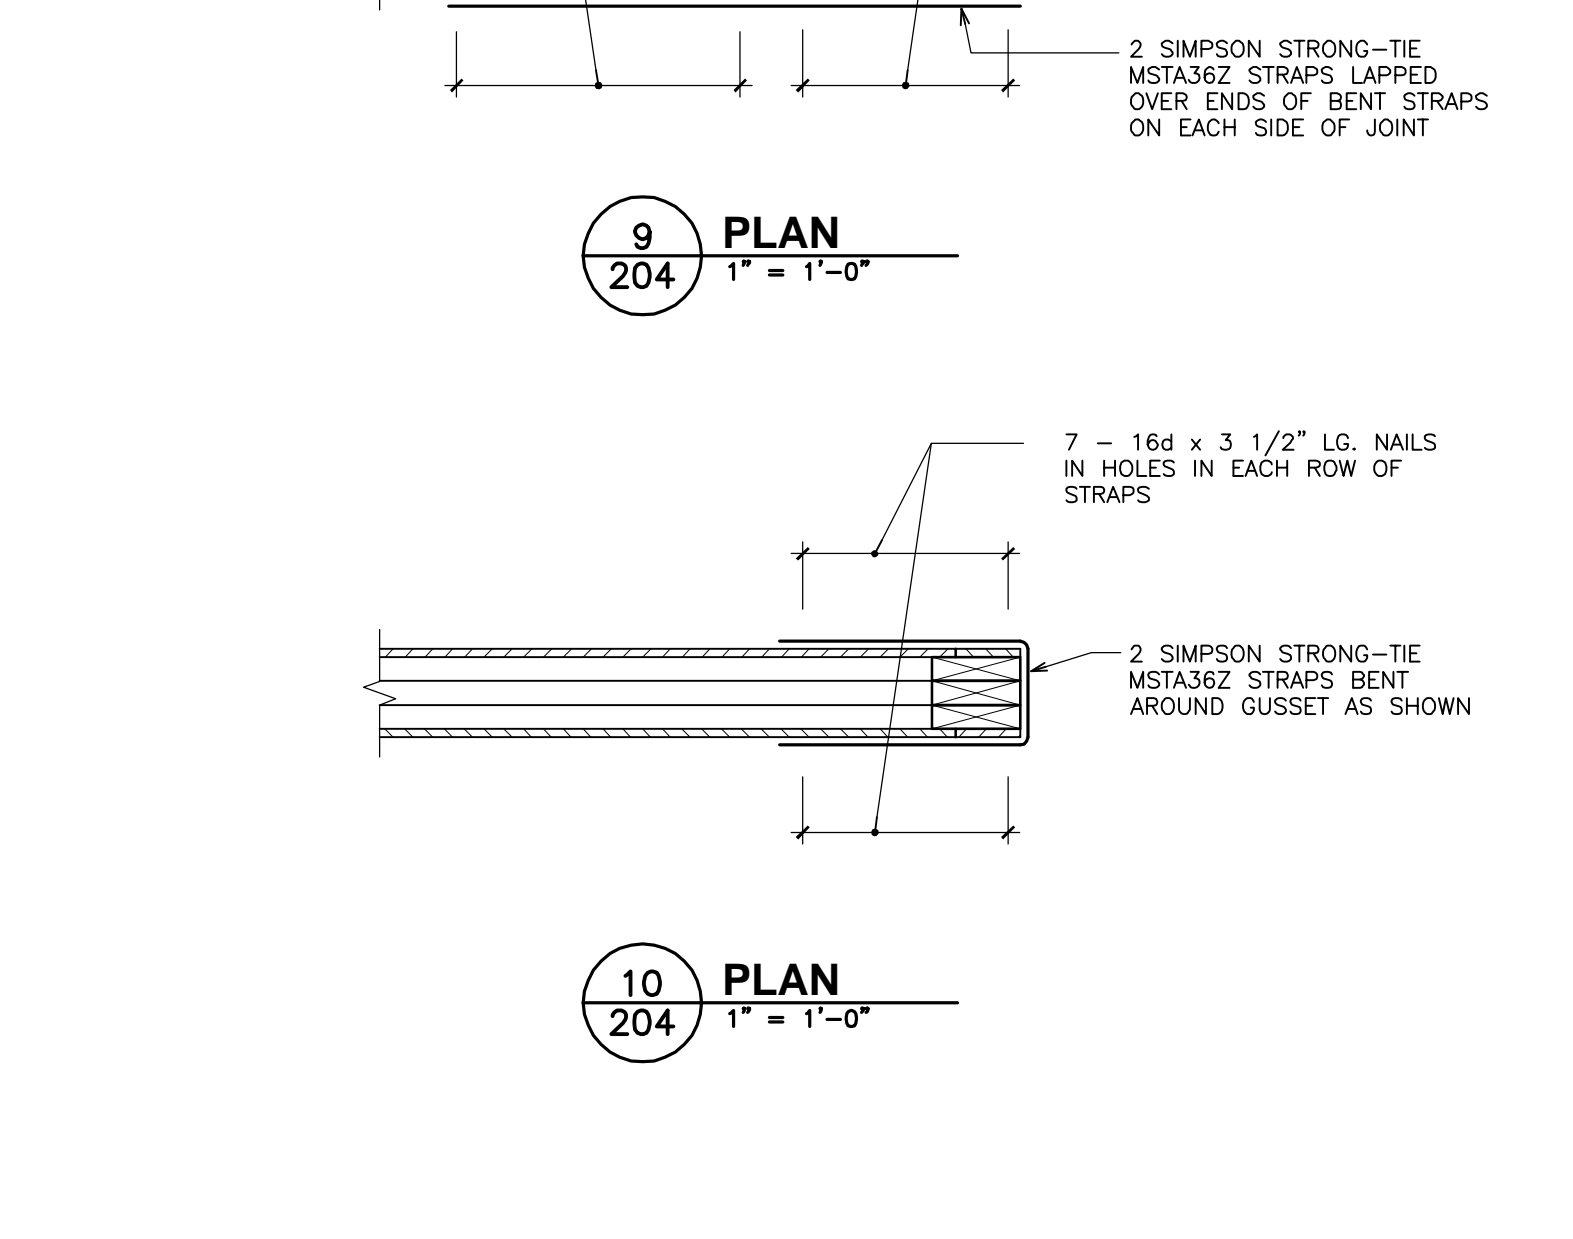 2 SIMPSON STRONG-TIE
MSTA36Z STRAPS LAPPED
OVER ENDS OF BENT STRAPS
ON EACH SIDE OF JOINT
9
204
PLAN
1" = 1'-0"
7 - 16d x 3 1/2" LG. NAILS
IN HOLES IN EACH ROW OF
STRAPS
2 SIMPSON STRONG-TIE
MSTA36Z STRAPS BENT
AROUND GUSSET AS SHOWN
10
204
PLAN
1" = 1'-0"